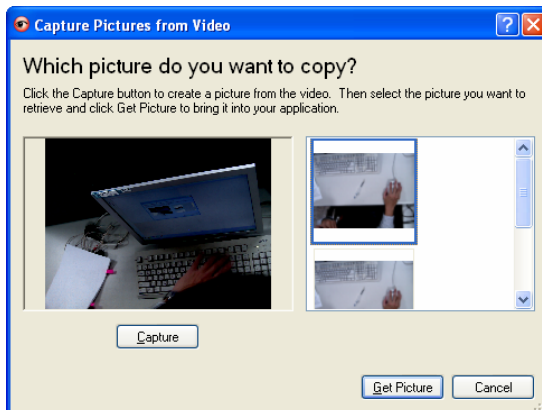 Capture Pictures from Video
Which picture do you want to copy?
Click the Capture button to create a picture from the video. Then select the picture you want to
retrieve and click Get Picture to bring it into your application.
Capture
Get Picture
Cancel